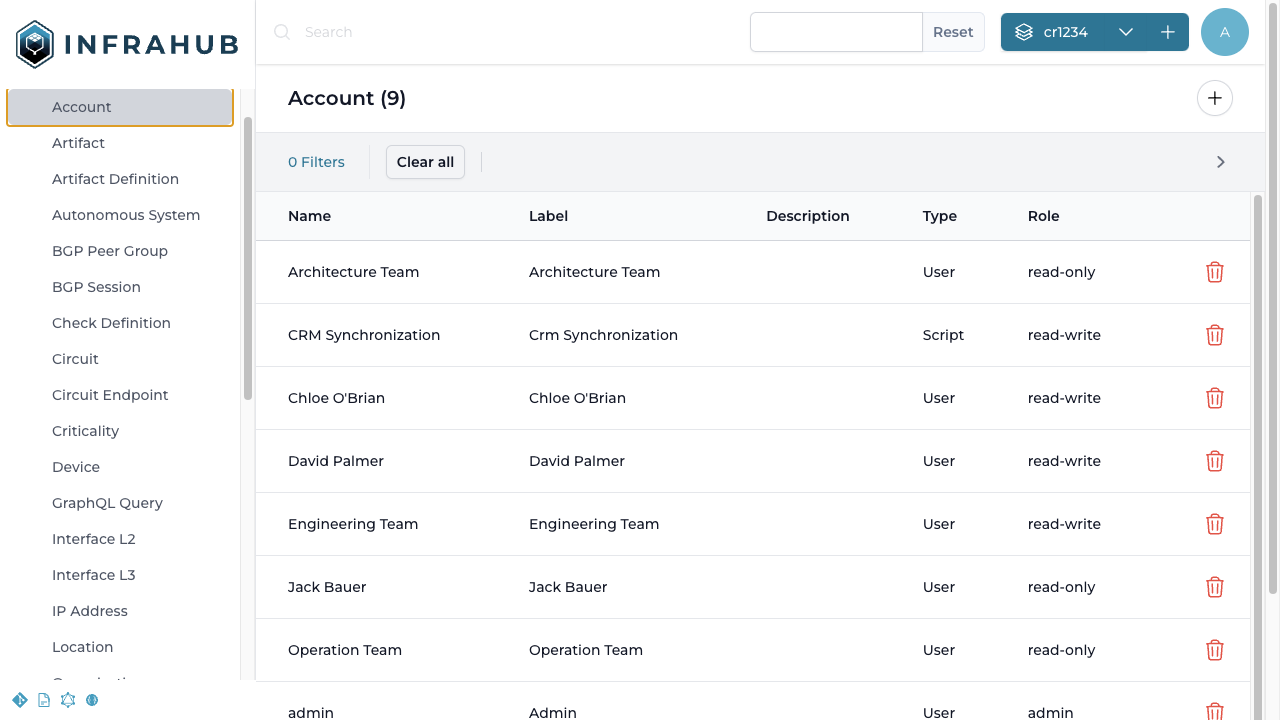 INFRAHUB
Search
Reset
cr1234
A
Account
Artifact
Artifact Definition
Autonomous System
BGP Peer Group
BGP Session
Check Definition
Circuit
Circuit Endpoint
Criticality
Device
GraphQL Query
Interface L2
Interface L3
IP Address
Location
Account (9)
0 Filters
Clear all
Name Label Description Type Role
Architecture Team Architecture Team User read-only
CRM Synchronization Crm Synchronization Script read-write
Chloe O'Brian Chloe O'Brian User read-write
David Palmer David Palmer User read-write
Engineering Team Engineering Team User read-write
Jack Bauer Jack Bauer User read-only
Operation Team Operation Team User read-only
admin Admin User admin